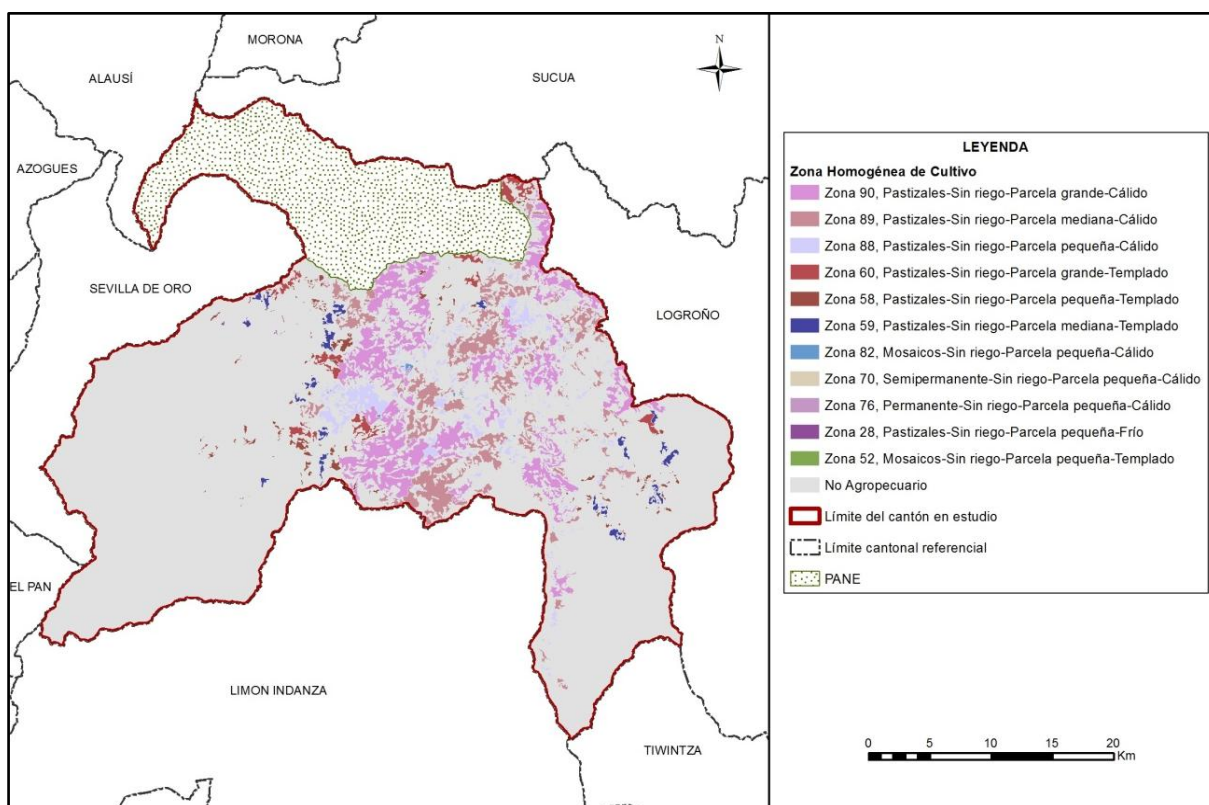 MORONA
N
ALAUSÍ
SUCUA
AZOGUES
SEVILLA DE ORO
LOGROÑO
EL PAN
LIMON INDANZA
TIWINTZA
LEYENDA
Zona Homogénea de Cultivo
Zona 90, Pastizales-Sin riego-Parcela grande-Cálido
Zona 89, Pastizales-Sin riego-Parcela mediana-Cálido
Zona 88, Pastizales-Sin riego-Parcela pequeña-Cálido
Zona 60, Pastizales-Sin riego-Parcela grande-Templado
Zona 58, Pastizales-Sin riego-Parcela pequeña-Templado
Zona 59, Pastizales-Sin riego-Parcela mediana-Templado
Zona 82, Mosaicos-Sin riego-Parcela pequeña-Cálido
Zona 70, Semipermanente-Sin riego-Parcela pequeña-Cálido
Zona 76, Permanente-Sin riego-Parcela pequeña-Cálido
Zona 28, Pastizales-Sin riego-Parcela pequeña-Frío
Zona 52, Mosaicos-Sin riego-Parcela pequeña-Templado
No Agropecuario
Límite del cantón en estudio
Límite cantonal referencial
PANE
0 5 10 15 20
Km